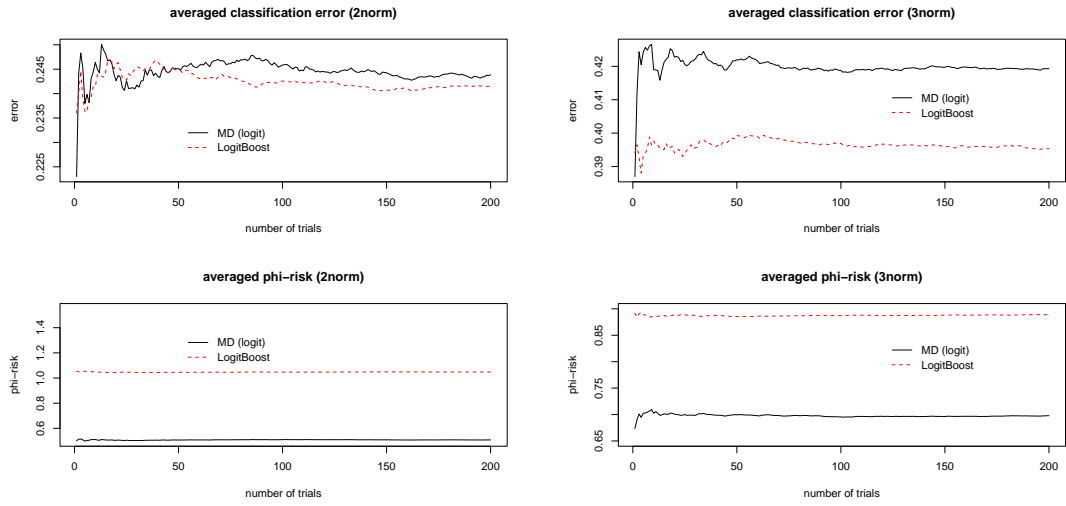 averaged classification error (2norm)
error
0.225
0.235
0.245
MD (logit)
LogitBoost
0
50
100
150
200
number of trials
averaged classification error (3norm)
error
0.39
0.40
0.41
0.42
MD (logit)
LogitBoost
0
50
100
150
200
number of trials
averaged phi−risk (2norm)
phi−risk
0.6
0.8
1.0
1.2
1.4
MD (logit)
LogitBoost
0
50
100
150
200
number of trials
averaged phi−risk (3norm)
phi−risk
0.65
0.75
0.85
MD (logit)
LogitBoost
0
50
100
150
200
number of trials